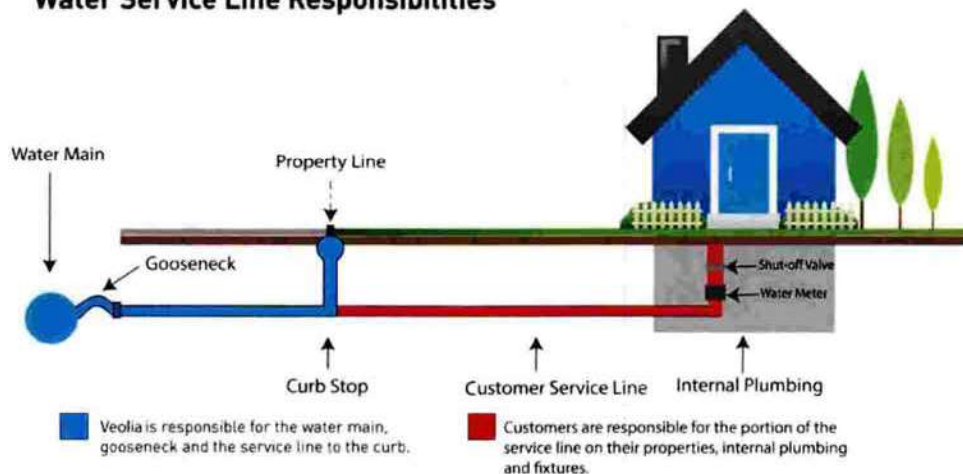 Water Service Line Responsibilities
Water Main
Property Line
Gooseneck
Shut-off Valve
Water Meter
Curb Stop
Customer Service Line
Internal Plumbing
Veolia is responsible for the water main,
gooseneck and the service line to the curb.
Customers are responsible for the portion of the
service line on their properties, internal plumbing
and fixtures.